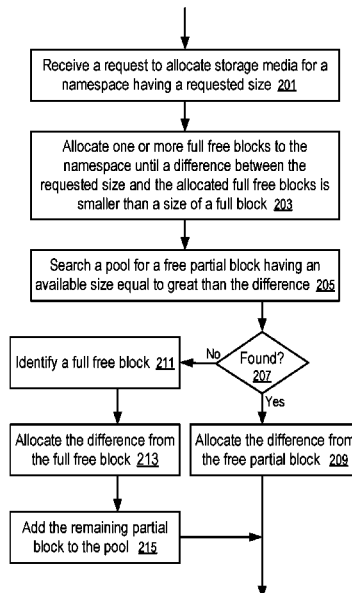 Receive a request to allocate storage media for a
namespace having a requested size 201
Allocate one or more full free blocks to the
namespace until a difference between the
requested size and the allocated full free blocks is
smaller than a size of a full block 203
Search a pool for a free partial block having an
available size equal to great than the difference 205
Found?
207
No
Yes
Identify a full free block 211
Allocate the difference from
the full free block 213
Allocate the difference from
the free partial block 209
Add the remaining partial
block to the pool 215